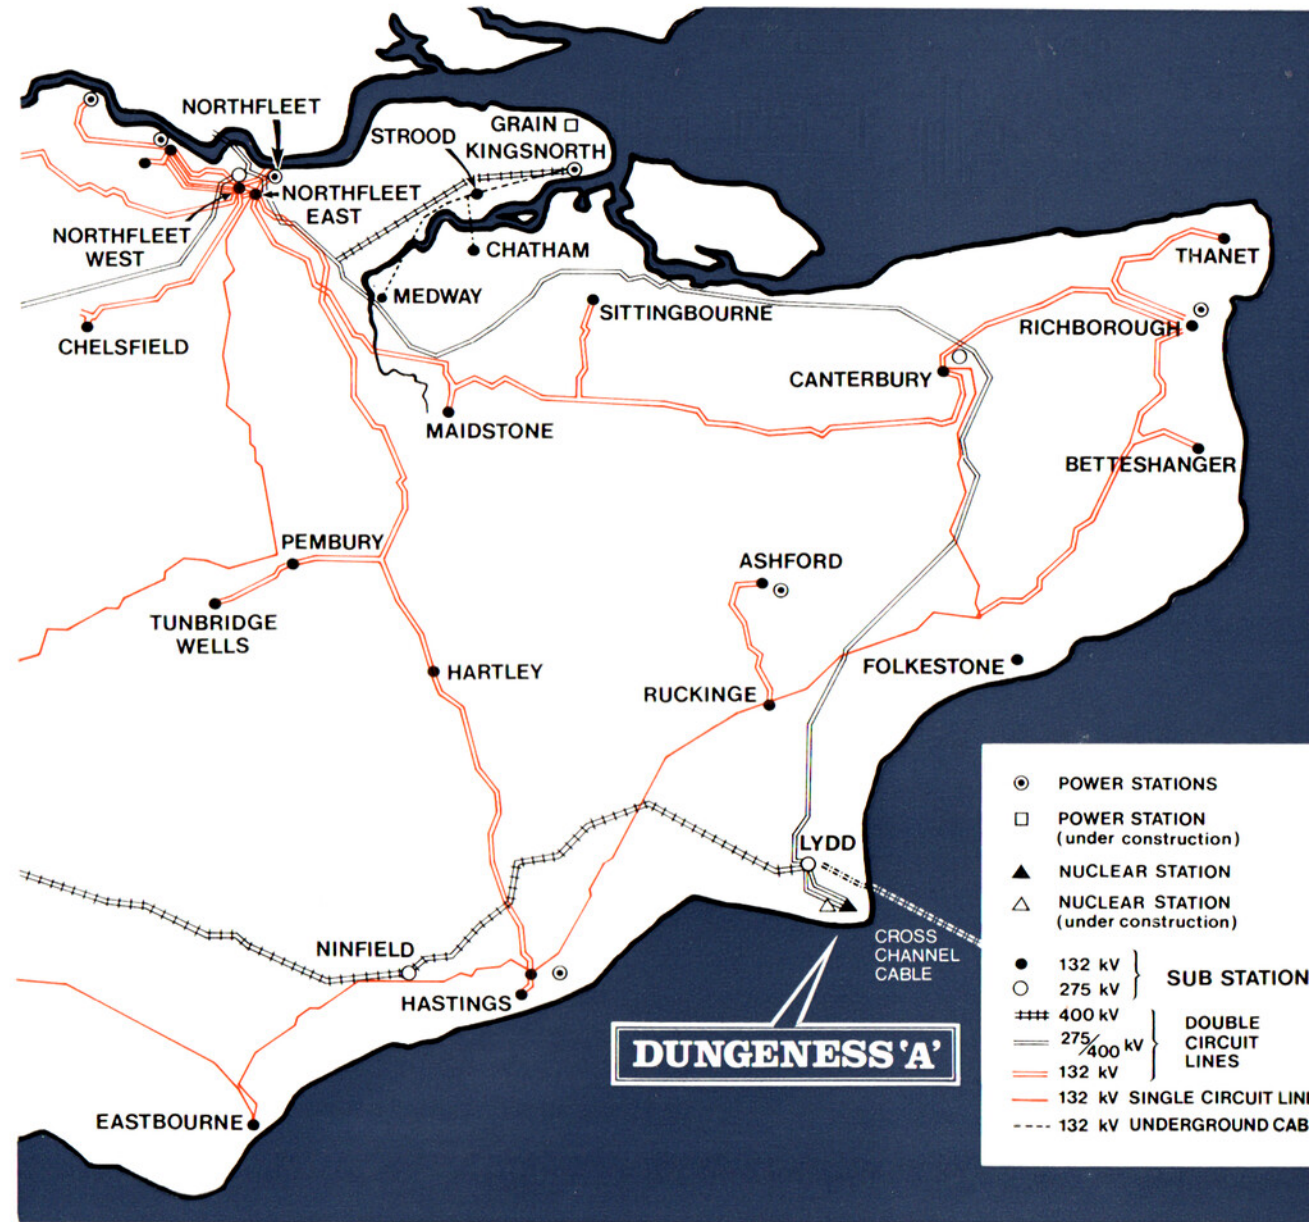 NORTHFLEET
STROOD
GRAIN
KINGSNORTH
NORTHFLEET
EAST
NORTHFLEET
WEST
CHATHAM
MEDWAY
THANET
SITTINGBOURNE
RICHBOROUGH
CHELSFIELD
CANTERBURY
MAIDSTONE
BETTESHANGER
PEMBURY
ASHFORD
TUNBRIDGE
WELLS
HARTLEY
FOLKESTONE
RUCKINGE
LYDD
NINFIELD
HASTINGS
CROSS
CHANNEL
CABLE
DUNGENESS 'A'
EASTBOURNE
POWER STATIONS
POWER STATION
(under construction)
NUCLEAR STATION
NUCLEAR STATION
(under construction)
132 kV
275 kV
SUB STATION
400 kV
275/400 kV
132 kV
DOUBLE
CIRCUIT
LINES
132 kV SINGLE CIRCUIT LIN
132 kV UNDERGROUND CAB